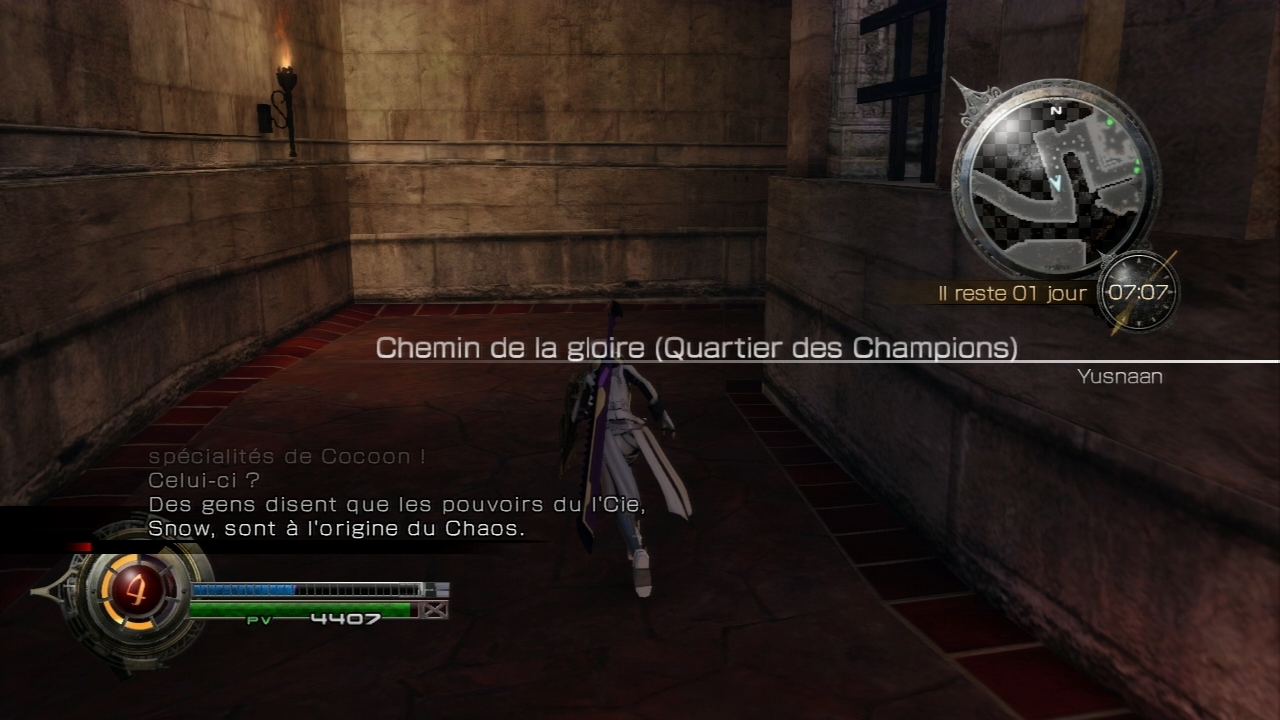 N
Il reste 01 jour
07:07
Chemin de la gloire (Quartier des Champions)
Yusnaan
spécialités de Cocoon !
Celui-ci ?
Des gens disent que les pouvoirs du l'Cie,
Snow, sont à l'origine du Chaos.
4
PV 4407